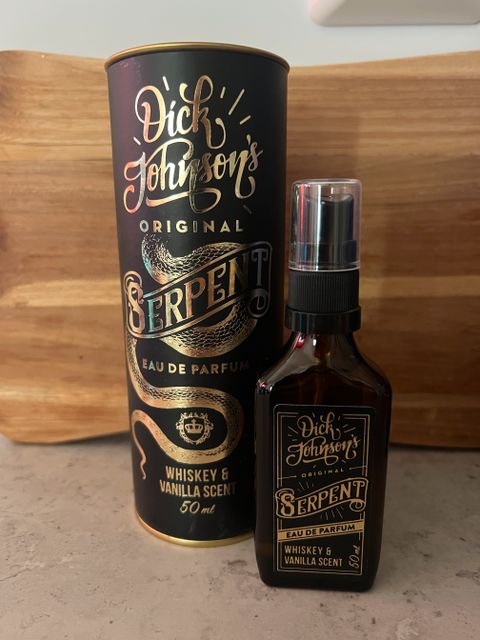 Dick
Johnson's
ORIGINAL
SERPENT
EAU DE PARFUM
WHISKEY &
VANILLA SCENT
50 ml
Dick
Johnson's
ORIGINAL
SERPENT
EAU DE PARFUM
WHISKEY &
VANILLA SCENT
50 ml